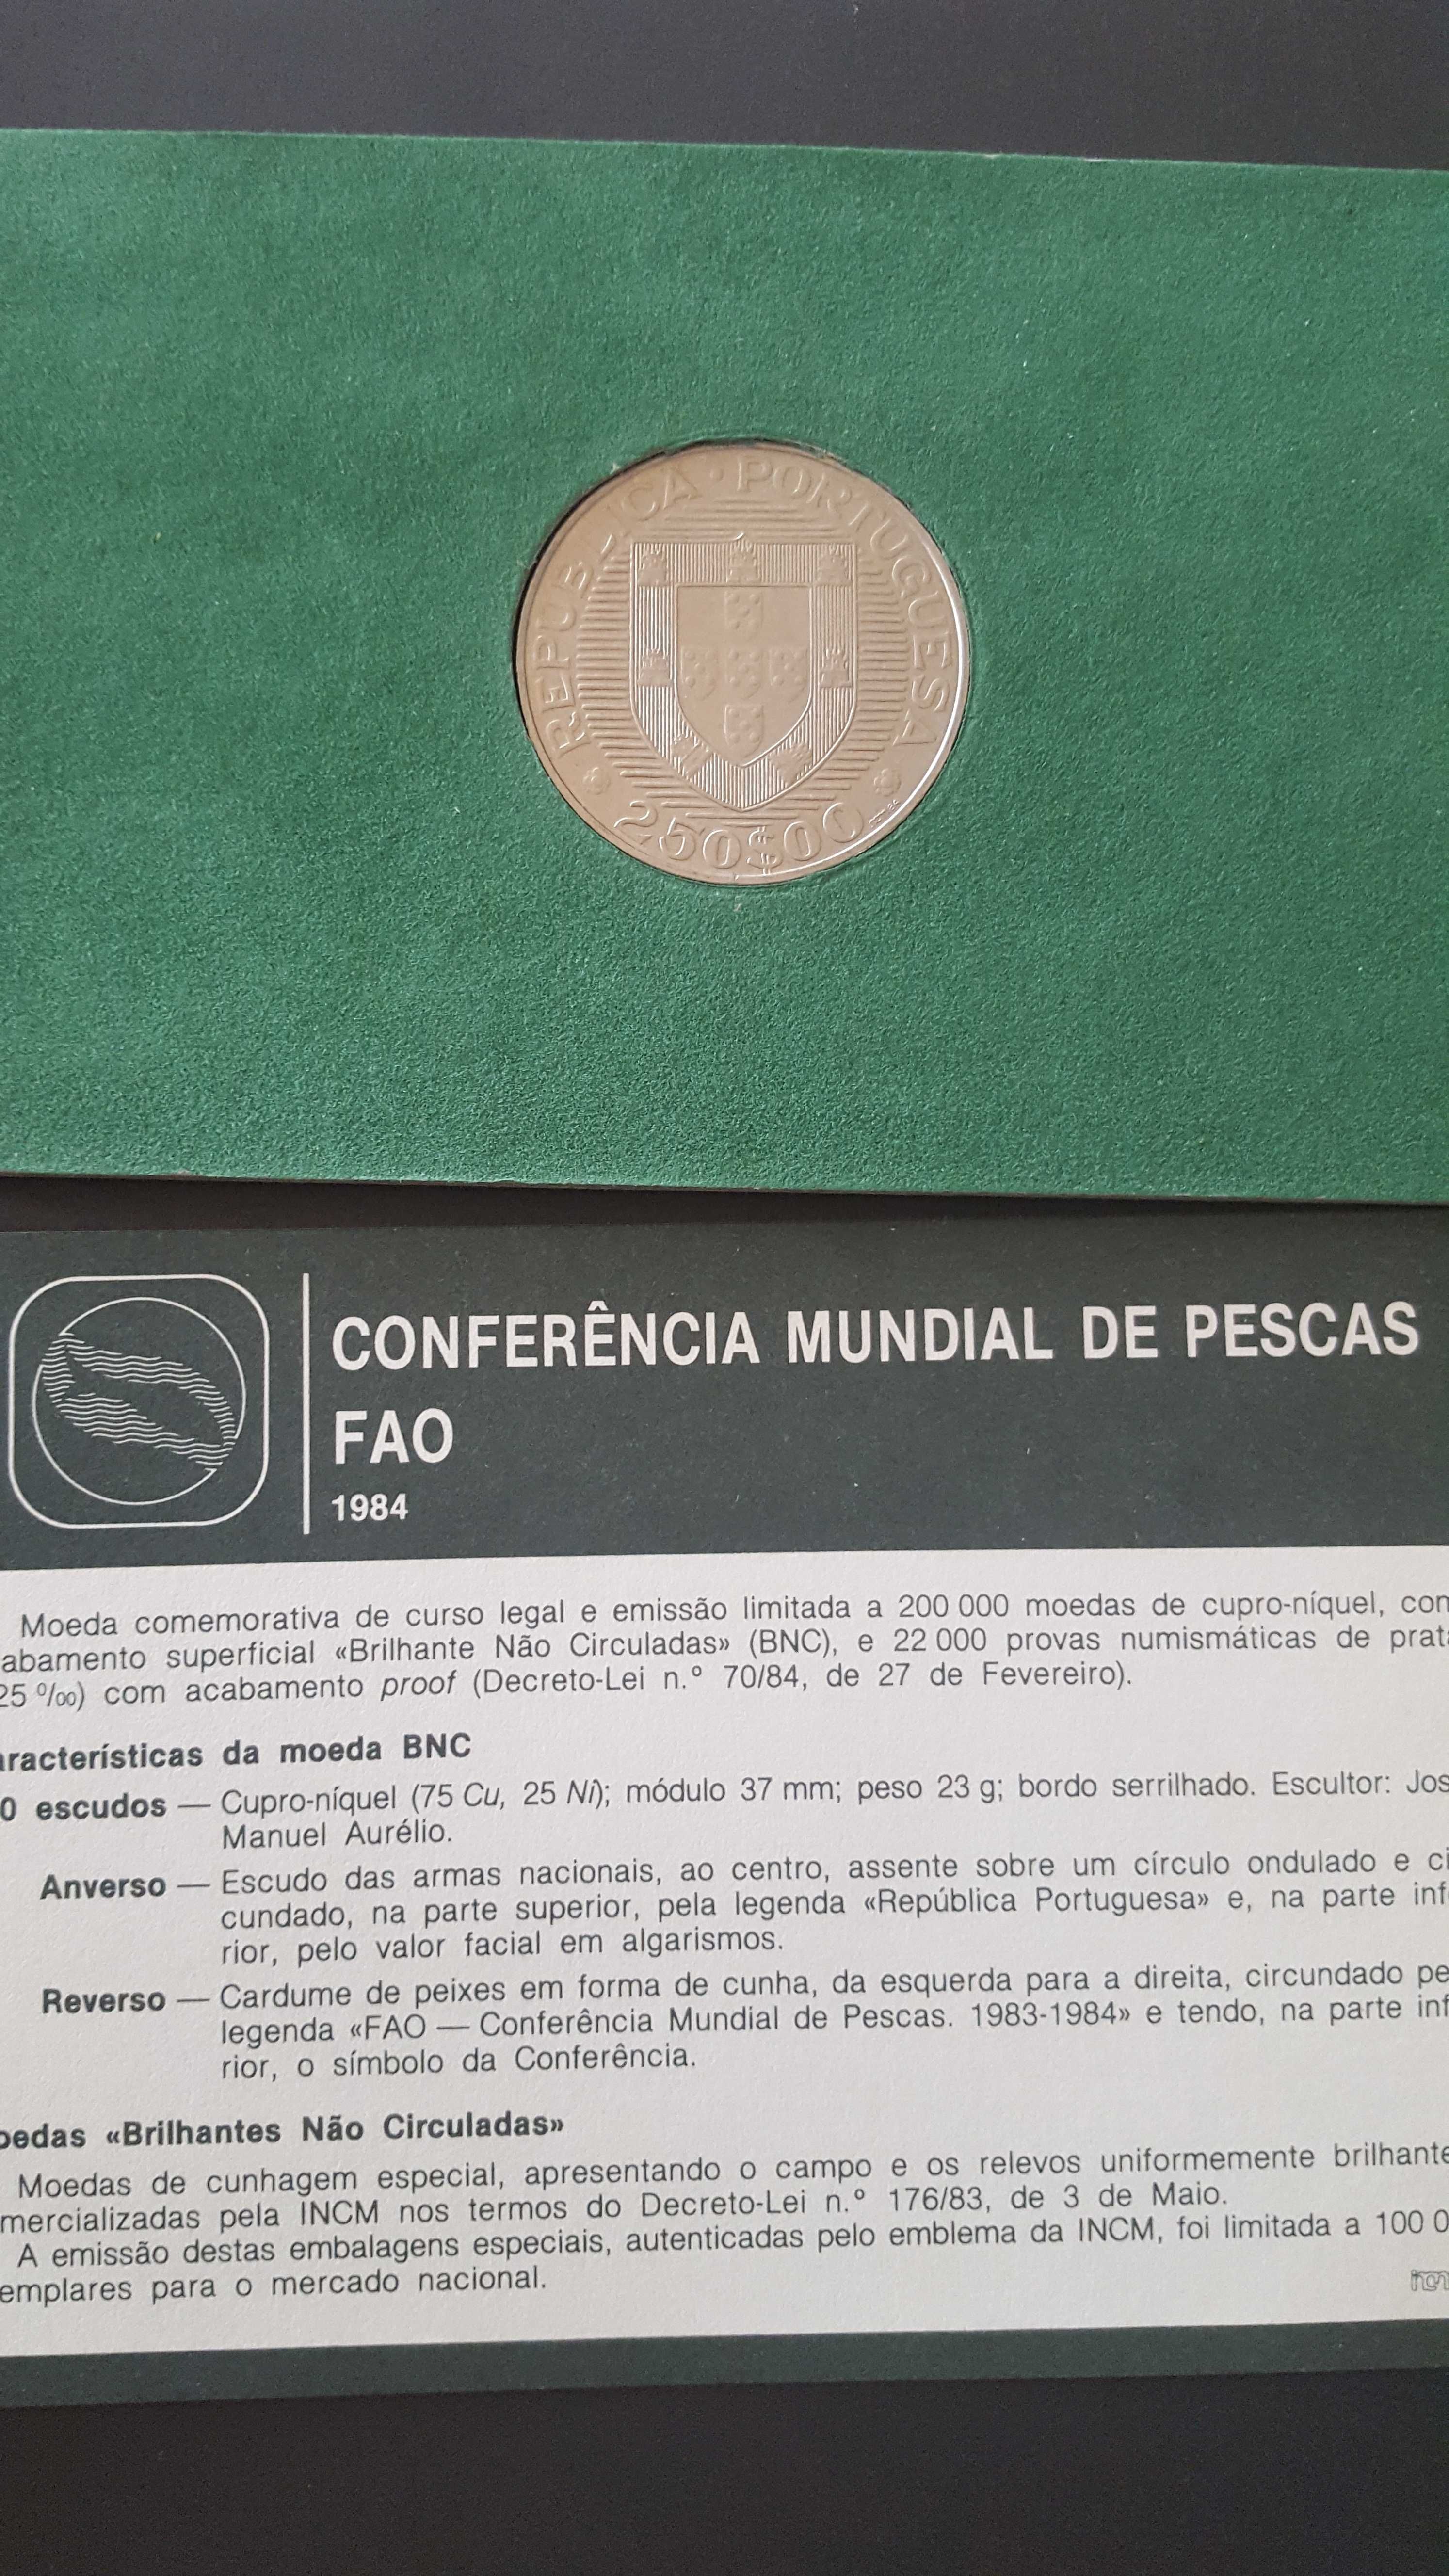 REPUBLICA · PORTUGUESA
250$00
CONFERÊNCIA MUNDIAL DE PESCAS
FAO
1984
Moeda comemorativa de curso legal e emissão limitada a 200 000 moedas de cupro-níquel, com
abamento superficial «Brilhante Não Circuladas» (BNC), e 22 000 provas numismáticas de prat
25 ⁰/₀₀) com acabamento proof (Decreto-Lei n.º 70/84, de 27 de Fevereiro).
aracterísticas da moeda BNC
0 escudos — Cupro-níquel (75 Cu, 25 Ni); módulo 37 mm; peso 23 g; bordo serrilhado. Escultor: Jos
Manuel Aurélio.
Anverso — Escudo das armas nacionais, ao centro, assente sobre um círculo ondulado e ci
cundado, na parte superior, pela legenda «República Portuguesa» e, na parte inf
rior, pelo valor facial em algarismos.
Reverso — Cardume de peixes em forma de cunha, da esquerda para a direita, circundado pe
legenda «FAO — Conferência Mundial de Pescas. 1983-1984» e tendo, na parte inf
rior, o símbolo da Conferência.
oedas «Brilhantes Não Circuladas»
Moedas de cunhagem especial, apresentando o campo e os relevos uniformemente brilhante
mercializadas pela INCM nos termos do Decreto-Lei n.º 176/83, de 3 de Maio.
A emissão destas embalagens especiais, autenticadas pelo emblema da INCM, foi limitada a 100 0
emplares para o mercado nacional.